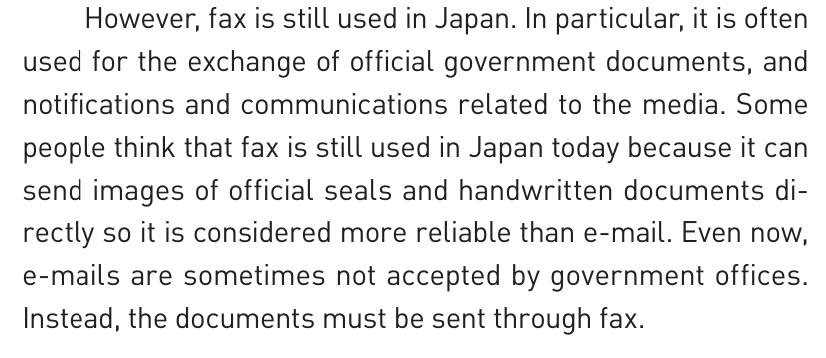 However, fax is still used in Japan. In particular, it is often
used for the exchange of official government documents, and
notifications and communications related to the media. Some
people think that fax is still used in Japan today because it can
send images of official seals and handwritten documents di-
rectly so it is considered more reliable than e-mail. Even now,
e-mails are sometimes not accepted by government offices.
Instead, the documents must be sent through fax.